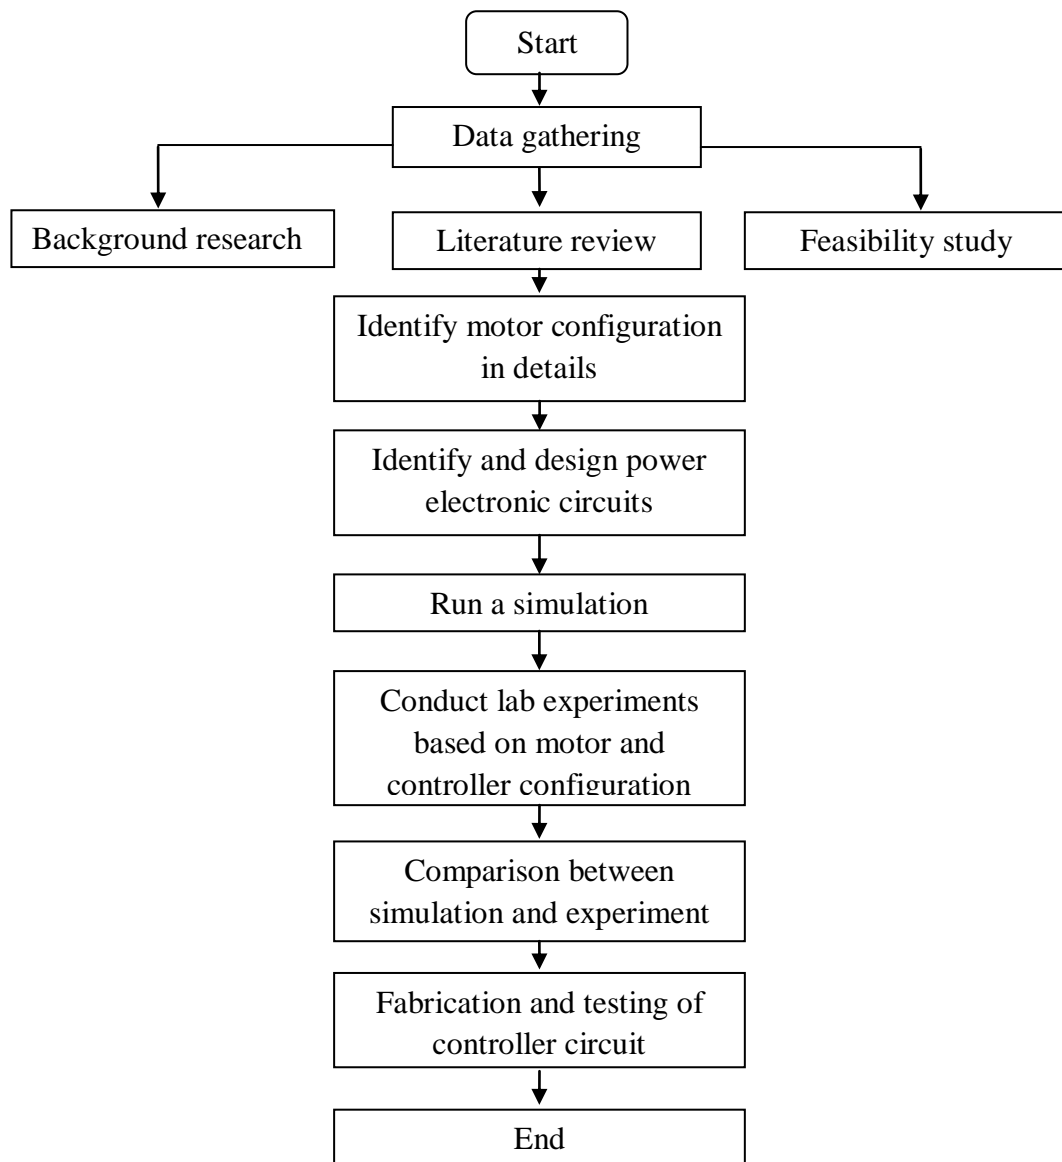 Start
Data gathering
Background research
Literature review
Feasibility study
Identify motor configuration
in details
Identify and design power
electronic circuits
Run a simulation
Conduct lab experiments
based on motor and
controller configuration
Comparison between
simulation and experiment
Fabrication and testing of
controller circuit
End